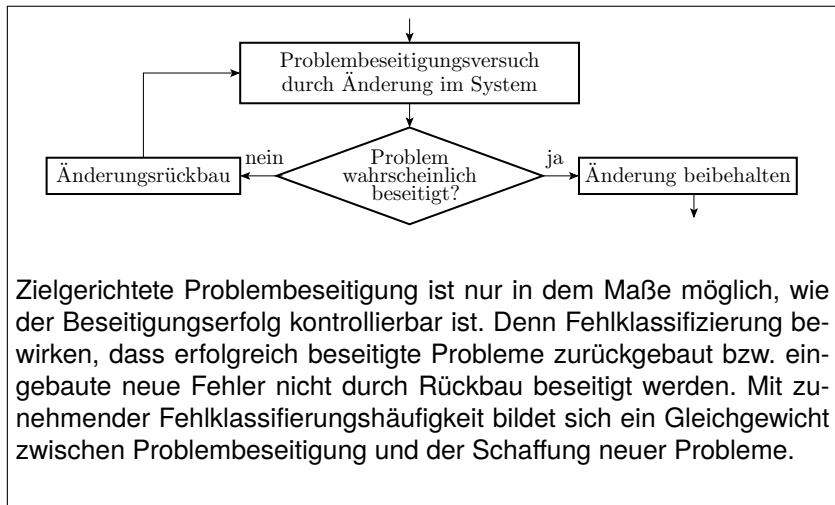 Problembeseitigungsversuch
durch Änderung im System
nein
Problem
ja
Änderungsrückbau
wahrscheinlich
Änderung beibehalten
beseitigt?
Zielgerichtete Problembeseitigung ist nur in dem Maße möglich, wie
der Beseitigungserfolg kontrollierbar ist. Denn Fehlklassifizierung be-
wirken, dass erfolgreich beseitigte Probleme zurückgebaut bzw. ein-
gebaute neue Fehler nicht durch Rückbau beseitigt werden. Mit zu-
nehmender Fehlklassifierungshäufigkeit bildet sich ein Gleichgewicht
zwischen Problembeseitigung und der Schaffung neuer Probleme.